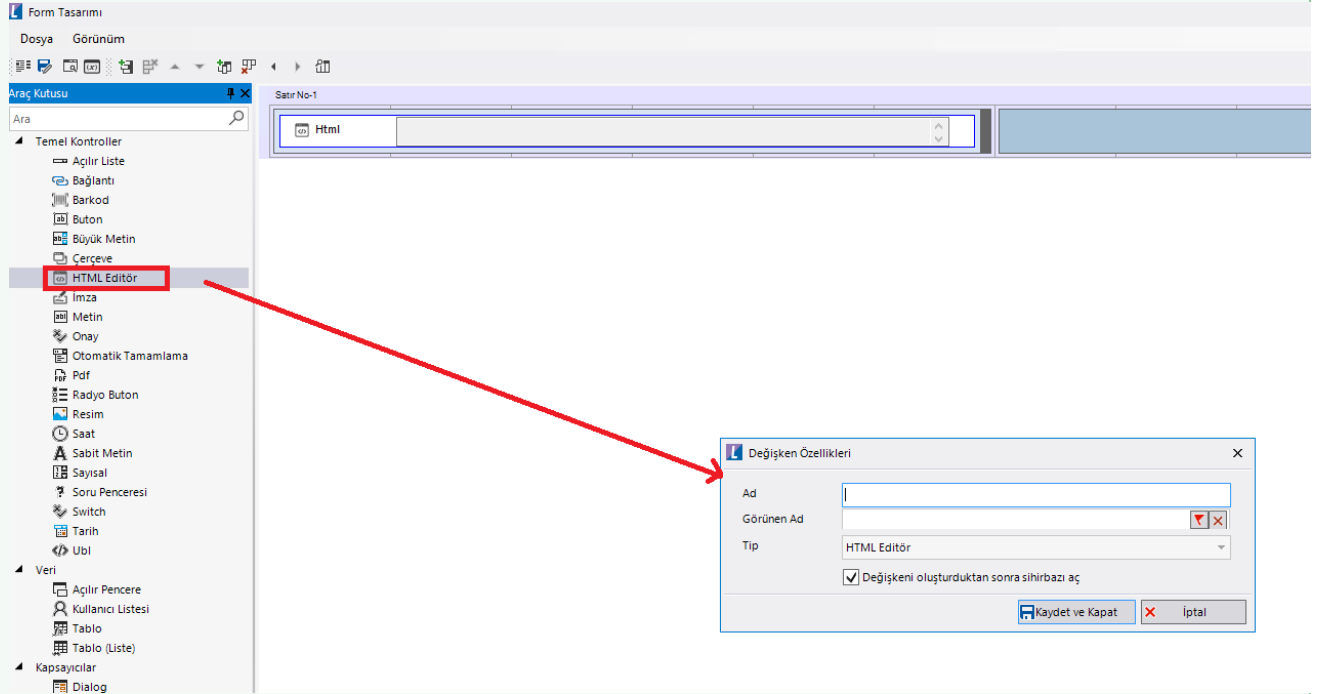 Form Tasarımı
Dosya Görünüm
Araç Kutusu
Ara
Temel Kontroller
Açılır Liste
Bağlantı
Barkod
Buton
Büyük Metin
Çerçeve
HTML Editör
İmza
Metin
Onay
Otomatik Tamamlama
Pdf
Radyo Buton
Resim
Saat
Sabit Metin
Sayısal
Soru Penceresi
Switch
Tarih
Ubl
Veri
Açılır Pencere
Kullanıcı Listesi
Tablo
Tablo (Liste)
Kapsayıcılar
Dialog
Satır No-1
Html
Değişken Özellikleri
Ad
Görünen Ad
Tip HTML Editör
Değişkeni oluşturduktan sonra sihirbazı aç
Kaydet ve Kapat İptal